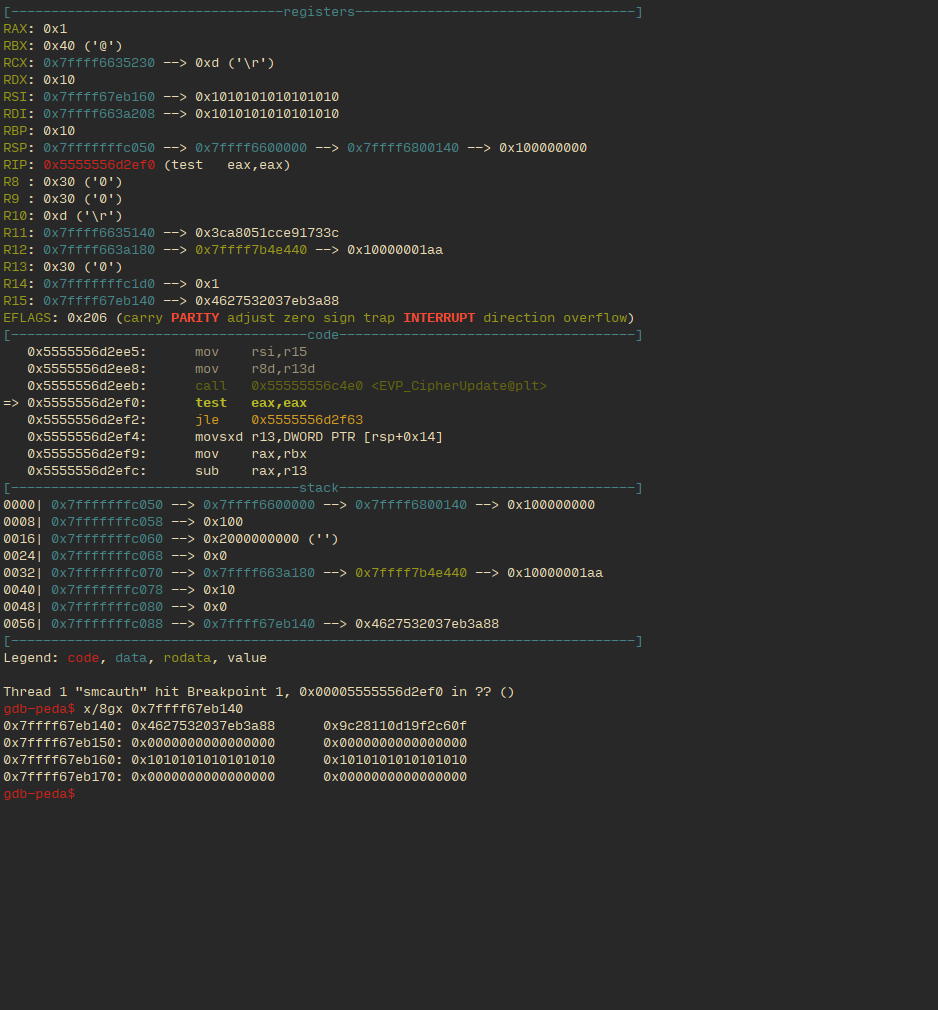 [----------------------------------registers-----------------------------------]
RAX: 0x1
RBX: 0x40 ('@')
RCX: 0x7ffff6635230 --> 0xd ('\r')
RDX: 0x10
RSI: 0x7ffff67eb160 --> 0x1010101010101010
RDI: 0x7ffff663a208 --> 0x1010101010101010
RBP: 0x10
RSP: 0x7fffffffc050 --> 0x7ffff6600000 --> 0x7ffff6800140 --> 0x100000000
RIP: 0x5555556d2ef0 (test   eax,eax)
R8 : 0x30 ('0')
R9 : 0x30 ('0')
R10: 0xd ('\r')
R11: 0x7ffff6635140 --> 0x3ca8051cce91733c
R12: 0x7ffff663a180 --> 0x7ffff7b4e440 --> 0x10000001aa
R13: 0x30 ('0')
R14: 0x7fffffffc1d0 --> 0x1
R15: 0x7ffff67eb140 --> 0x4627532037eb3a88
EFLAGS: 0x206 (carry PARITY adjust zero sign trap INTERRUPT direction overflow)
[-------------------------------------code-------------------------------------]
   0x5555556d2ee5:      mov    rsi,r15
   0x5555556d2ee8:      mov    r8d,r13d
   0x5555556d2eeb:      call   0x55555556c4e0 <EVP_CipherUpdate@plt>
=> 0x5555556d2ef0:      test   eax,eax
   0x5555556d2ef2:      jle    0x5555556d2f63
   0x5555556d2ef4:      movsxd r13,DWORD PTR [rsp+0x14]
   0x5555556d2ef9:      mov    rax,rbx
   0x5555556d2efc:      sub    rax,r13
[------------------------------------stack-------------------------------------]
0000| 0x7fffffffc050 --> 0x7ffff6600000 --> 0x7ffff6800140 --> 0x100000000
0008| 0x7fffffffc058 --> 0x100
0016| 0x7fffffffc060 --> 0x2000000000 ('')
0024| 0x7fffffffc068 --> 0x0
0032| 0x7fffffffc070 --> 0x7ffff663a180 --> 0x7ffff7b4e440 --> 0x10000001aa
0040| 0x7fffffffc078 --> 0x10
0048| 0x7fffffffc080 --> 0x0
0056| 0x7fffffffc088 --> 0x7ffff67eb140 --> 0x4627532037eb3a88
[------------------------------------------------------------------------------]
Legend: code, data, rodata, value

Thread 1 "smcauth" hit Breakpoint 1, 0x00005555556d2ef0 in ?? ()
gdb-peda$ x/8gx 0x7ffff67eb140
0x7ffff67eb140: 0x4627532037eb3a88      0x9c28110d19f2c60f
0x7ffff67eb150: 0x0000000000000000      0x0000000000000000
0x7ffff67eb160: 0x1010101010101010      0x1010101010101010
0x7ffff67eb170: 0x0000000000000000      0x0000000000000000
gdb-peda$